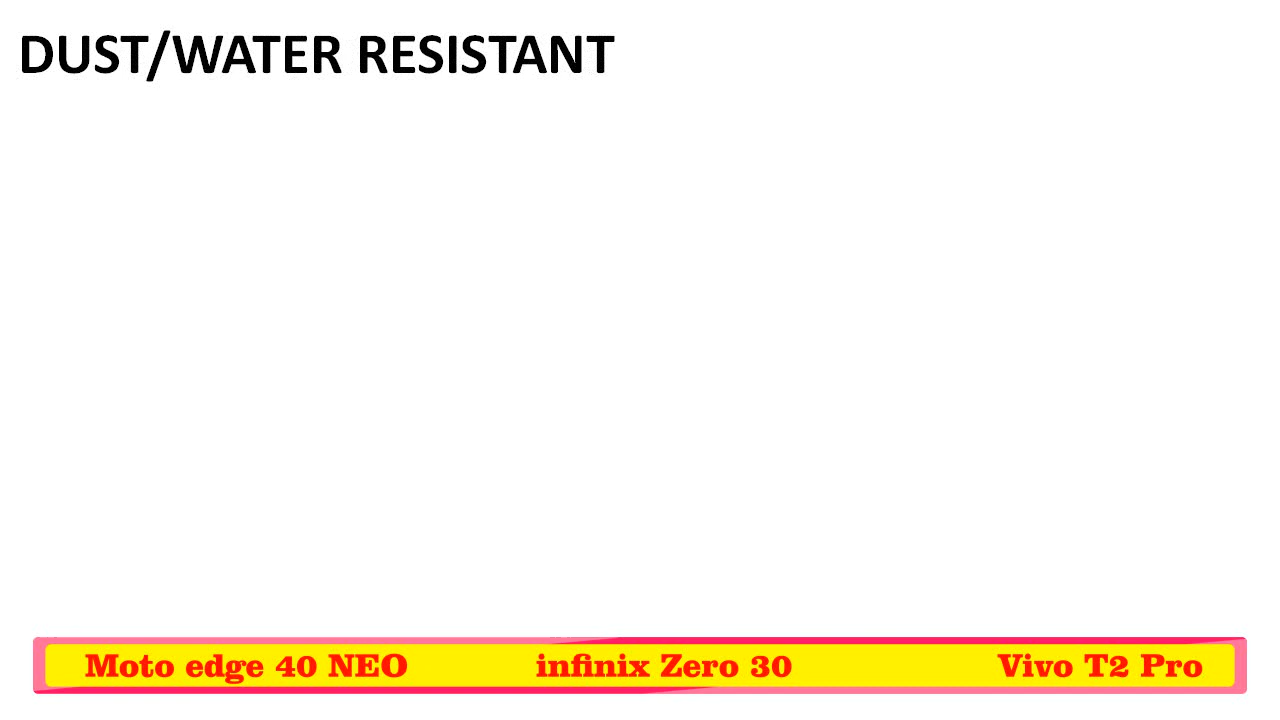 DUST/WATER RESISTANT
Moto edge 40 NEO infinix Zero 30 Vivo T2 Pro